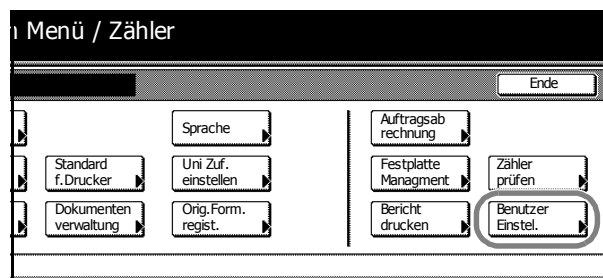 n Menü / Zähler
Ende
Sprache
Auftragsab
rechnung
Standard
f.Drucker
Uni Zuf.
einstellen
Festplatte
Managment
Zähler
prüfen
Dokumenten
verwaltung
Orig.Form.
regist.
Bericht
drucken
Benutzer
Einstel.